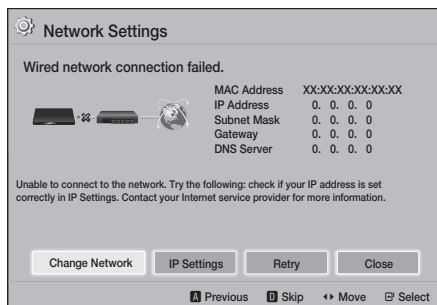 Network Settings
Wired network connection failed.
MAC Address XX:XX:XX:XX:XX:XX
IP Address 0. 0. 0. 0
Subnet Mask 0. 0. 0. 0
Gateway 0. 0. 0. 0
DNS Server 0. 0. 0. 0
Unable to connect to the network. Try the following: check if your IP address is set
correctly in IP Settings. Contact your Internet service provider for more information.
Change Network IP Settings Retry Close
A Previous D Skip Move Select